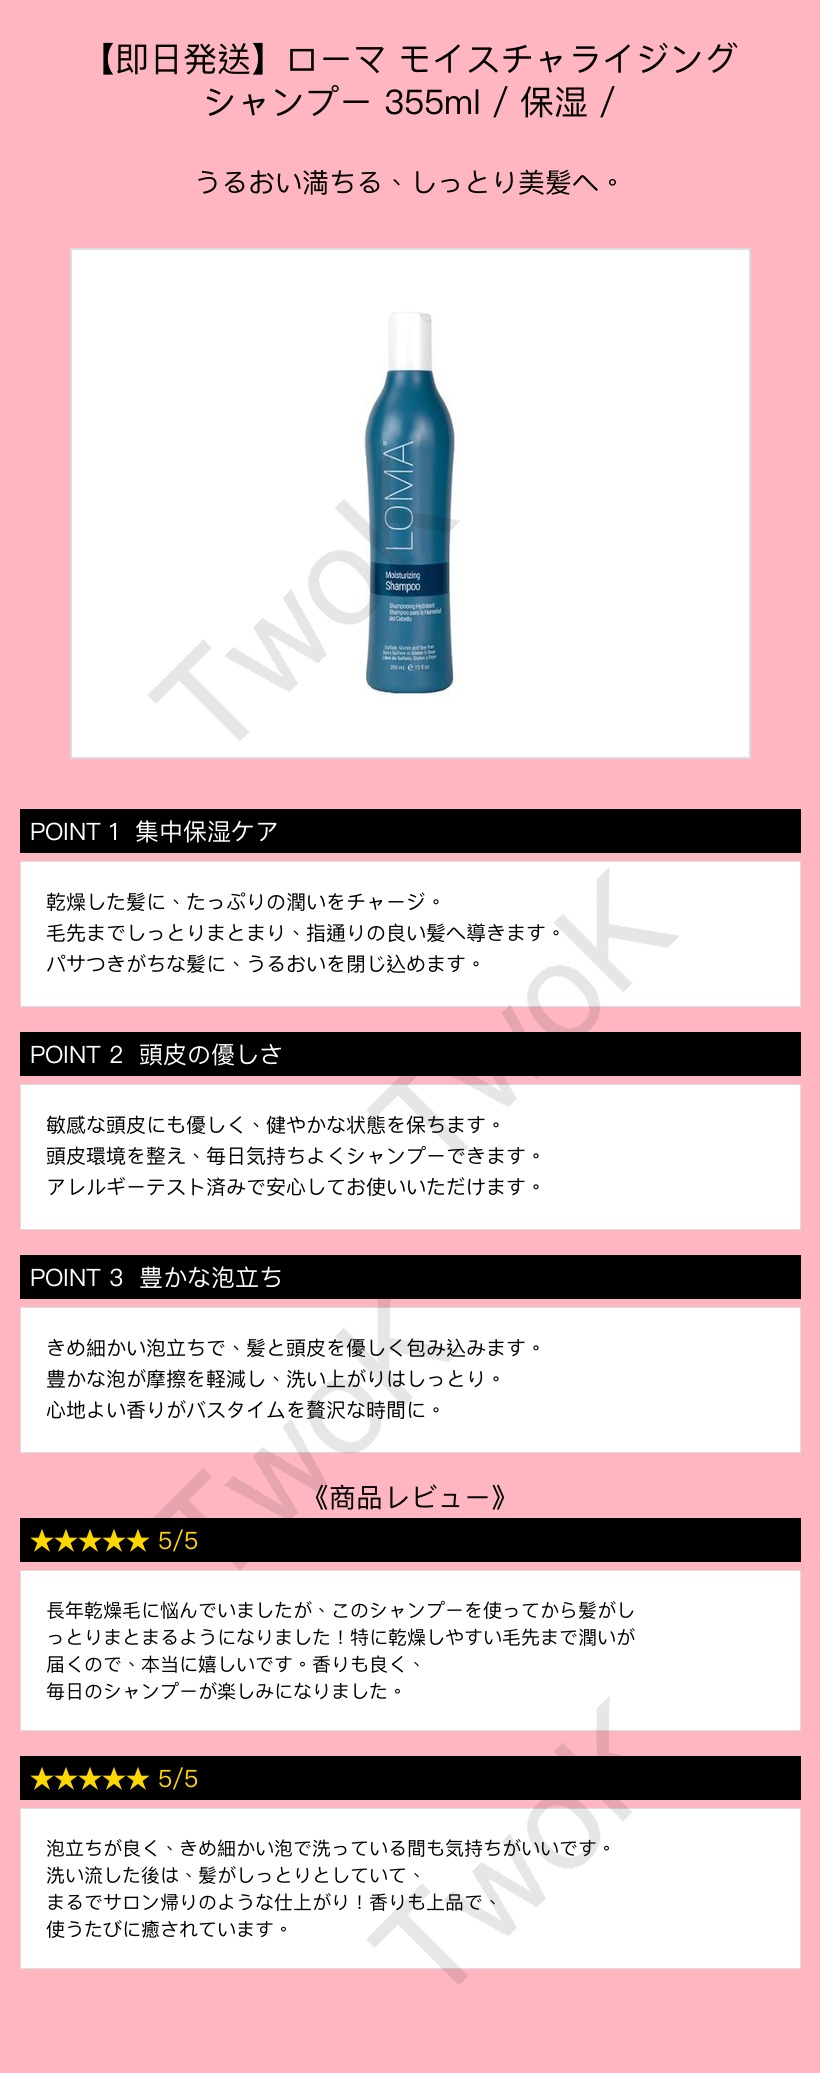 【即日発送】ローマ モイスチャライジング
シャンプー 355ml / 保湿 /
うるおい満ちる、しっとり美髪へ。
LOMA
Moisturizing
Shampoo
Shampooing Hydratant
Shampoo para la Humedad
del Cabello
355 mL ℮ 12 fl oz
TwoK
POINT 1 集中保湿ケア
乾燥した髪に、たっぷりの潤いをチャージ。
毛先までしっとりまとまり、指通りの良い髪へ導きます。
パサつきがちな髪に、うるおいを閉じ込めます。
TwoK
POINT 2 頭皮の優しさ
敏感な頭皮にも優しく、健やかな状態を保ちます。
頭皮環境を整え、毎日気持ちよくシャンプーできます。
アレルギーテスト済みで安心してお使いいただけます。
POINT 3 豊かな泡立ち
きめ細かい泡立ちで、髪と頭皮を優しく包み込みます。
豊かな泡が摩擦を軽減し、洗い上がりはしっとり。
心地よい香りがバスタイムを贅沢な時間に。
TwoK
《商品レビュー》
★★★★★ 5/5
長年乾燥毛に悩んでいましたが、このシャンプーを使ってから髪がし
っとりまとまるようになりました！特に乾燥しやすい毛先まで潤いが
届くので、本当に嬉しいです。香りも良く、
毎日のシャンプーが楽しみになりました。
★★★★★ 5/5
泡立ちが良く、きめ細かい泡で洗っている間も気持ちがいいです。
洗い流した後は、髪がしっとりとしていて、
まるでサロン帰りのような仕上がり！香りも上品で、
使うたびに癒されています。
TwoK